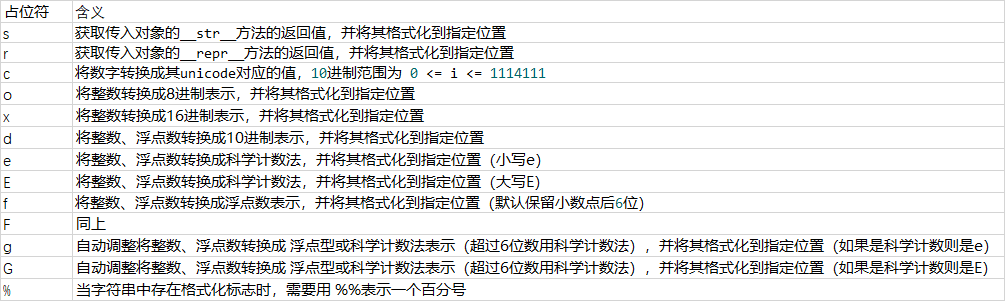 占位符 含义
s 获取传入对象的__str__方法的返回值，并将其格式化到指定位置
r 获取传入对象的__repr__方法的返回值，并将其格式化到指定位置
c 将数字转换成其unicode对应的值，10进制范围为 0 <= i <= 1114111
o 将整数转换成8进制表示，并将其格式化到指定位置
x 将整数转换成16进制表示，并将其格式化到指定位置
d 将整数、浮点数转换成10进制表示，并将其格式化到指定位置
e 将整数、浮点数转换成科学计数法，并将其格式化到指定位置（小写e）
E 将整数、浮点数转换成科学计数法，并将其格式化到指定位置（大写E）
f 将整数、浮点数转换成浮点数表示，并将其格式化到指定位置（默认保留小数点后6位）
F 同上
g 自动调整将整数、浮点数转换成 浮点型或科学计数法表示（超过6位数用科学计数法），并将其格式化到指定位置（如果是科学计数则是e）
G 自动调整将整数、浮点数转换成 浮点型或科学计数法表示（超过6位数用科学计数法），并将其格式化到指定位置（如果是科学计数则是E）
% 当字符串中存在格式化标志时，需要用 %%表示一个百分号